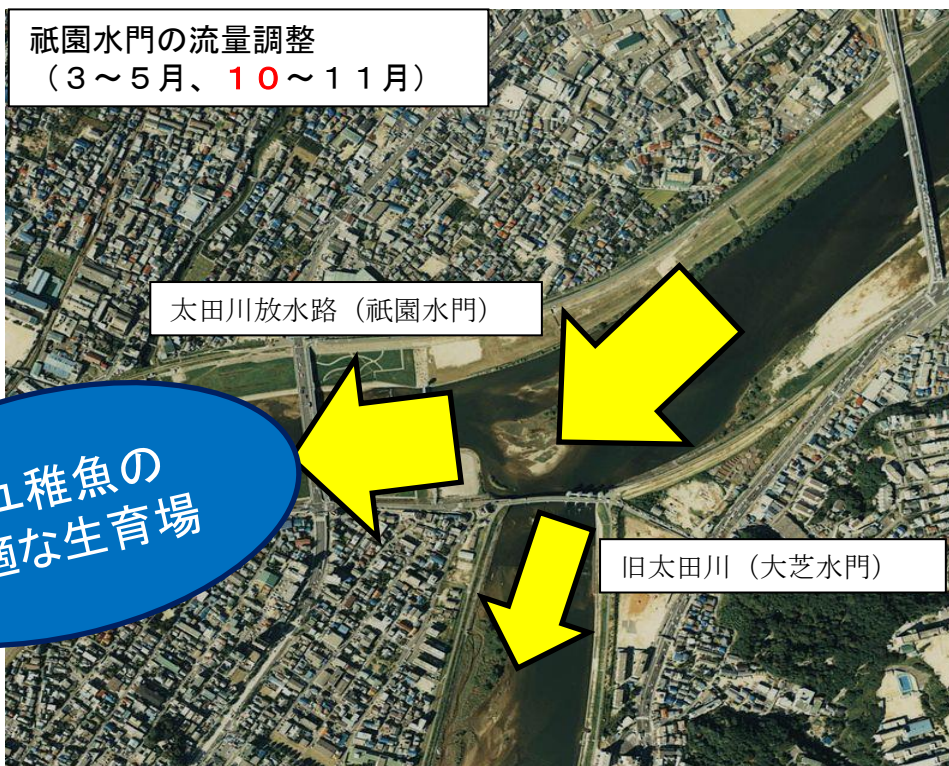 祇園水門の流量調整
（３～５月、１０～１１月）
太田川放水路（祇園水門）
ユ稚魚の
適な生育場
旧太田川（大芝水門）